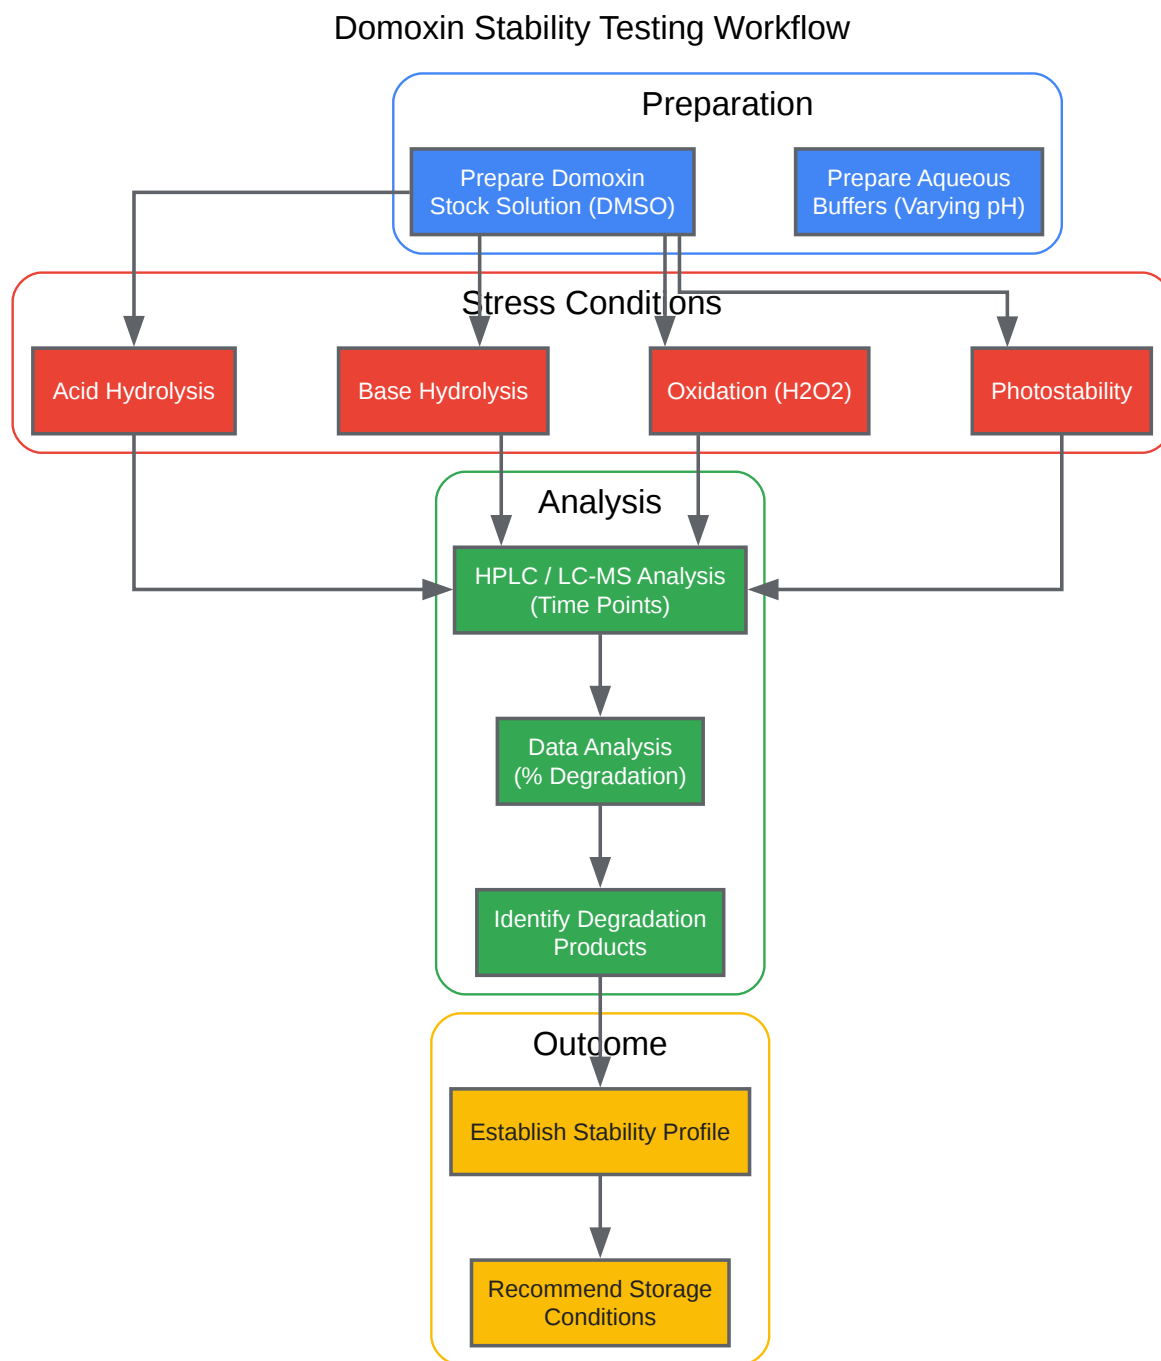 Domoxin Stability Testing Workflow
Preparation
Prepare Domoxin
Stock Solution (DMSO)
Prepare Aqueous
Buffers (Varying pH)
Stress Conditions
Acid Hydrolysis
Base Hydrolysis
Oxidation (H2O2)
Photostability
Analysis
HPLC / LC-MS Analysis
(Time Points)
Data Analysis
(% Degradation)
Identify Degradation
Products
Outcome
Establish Stability Profile
Recommend Storage
Conditions